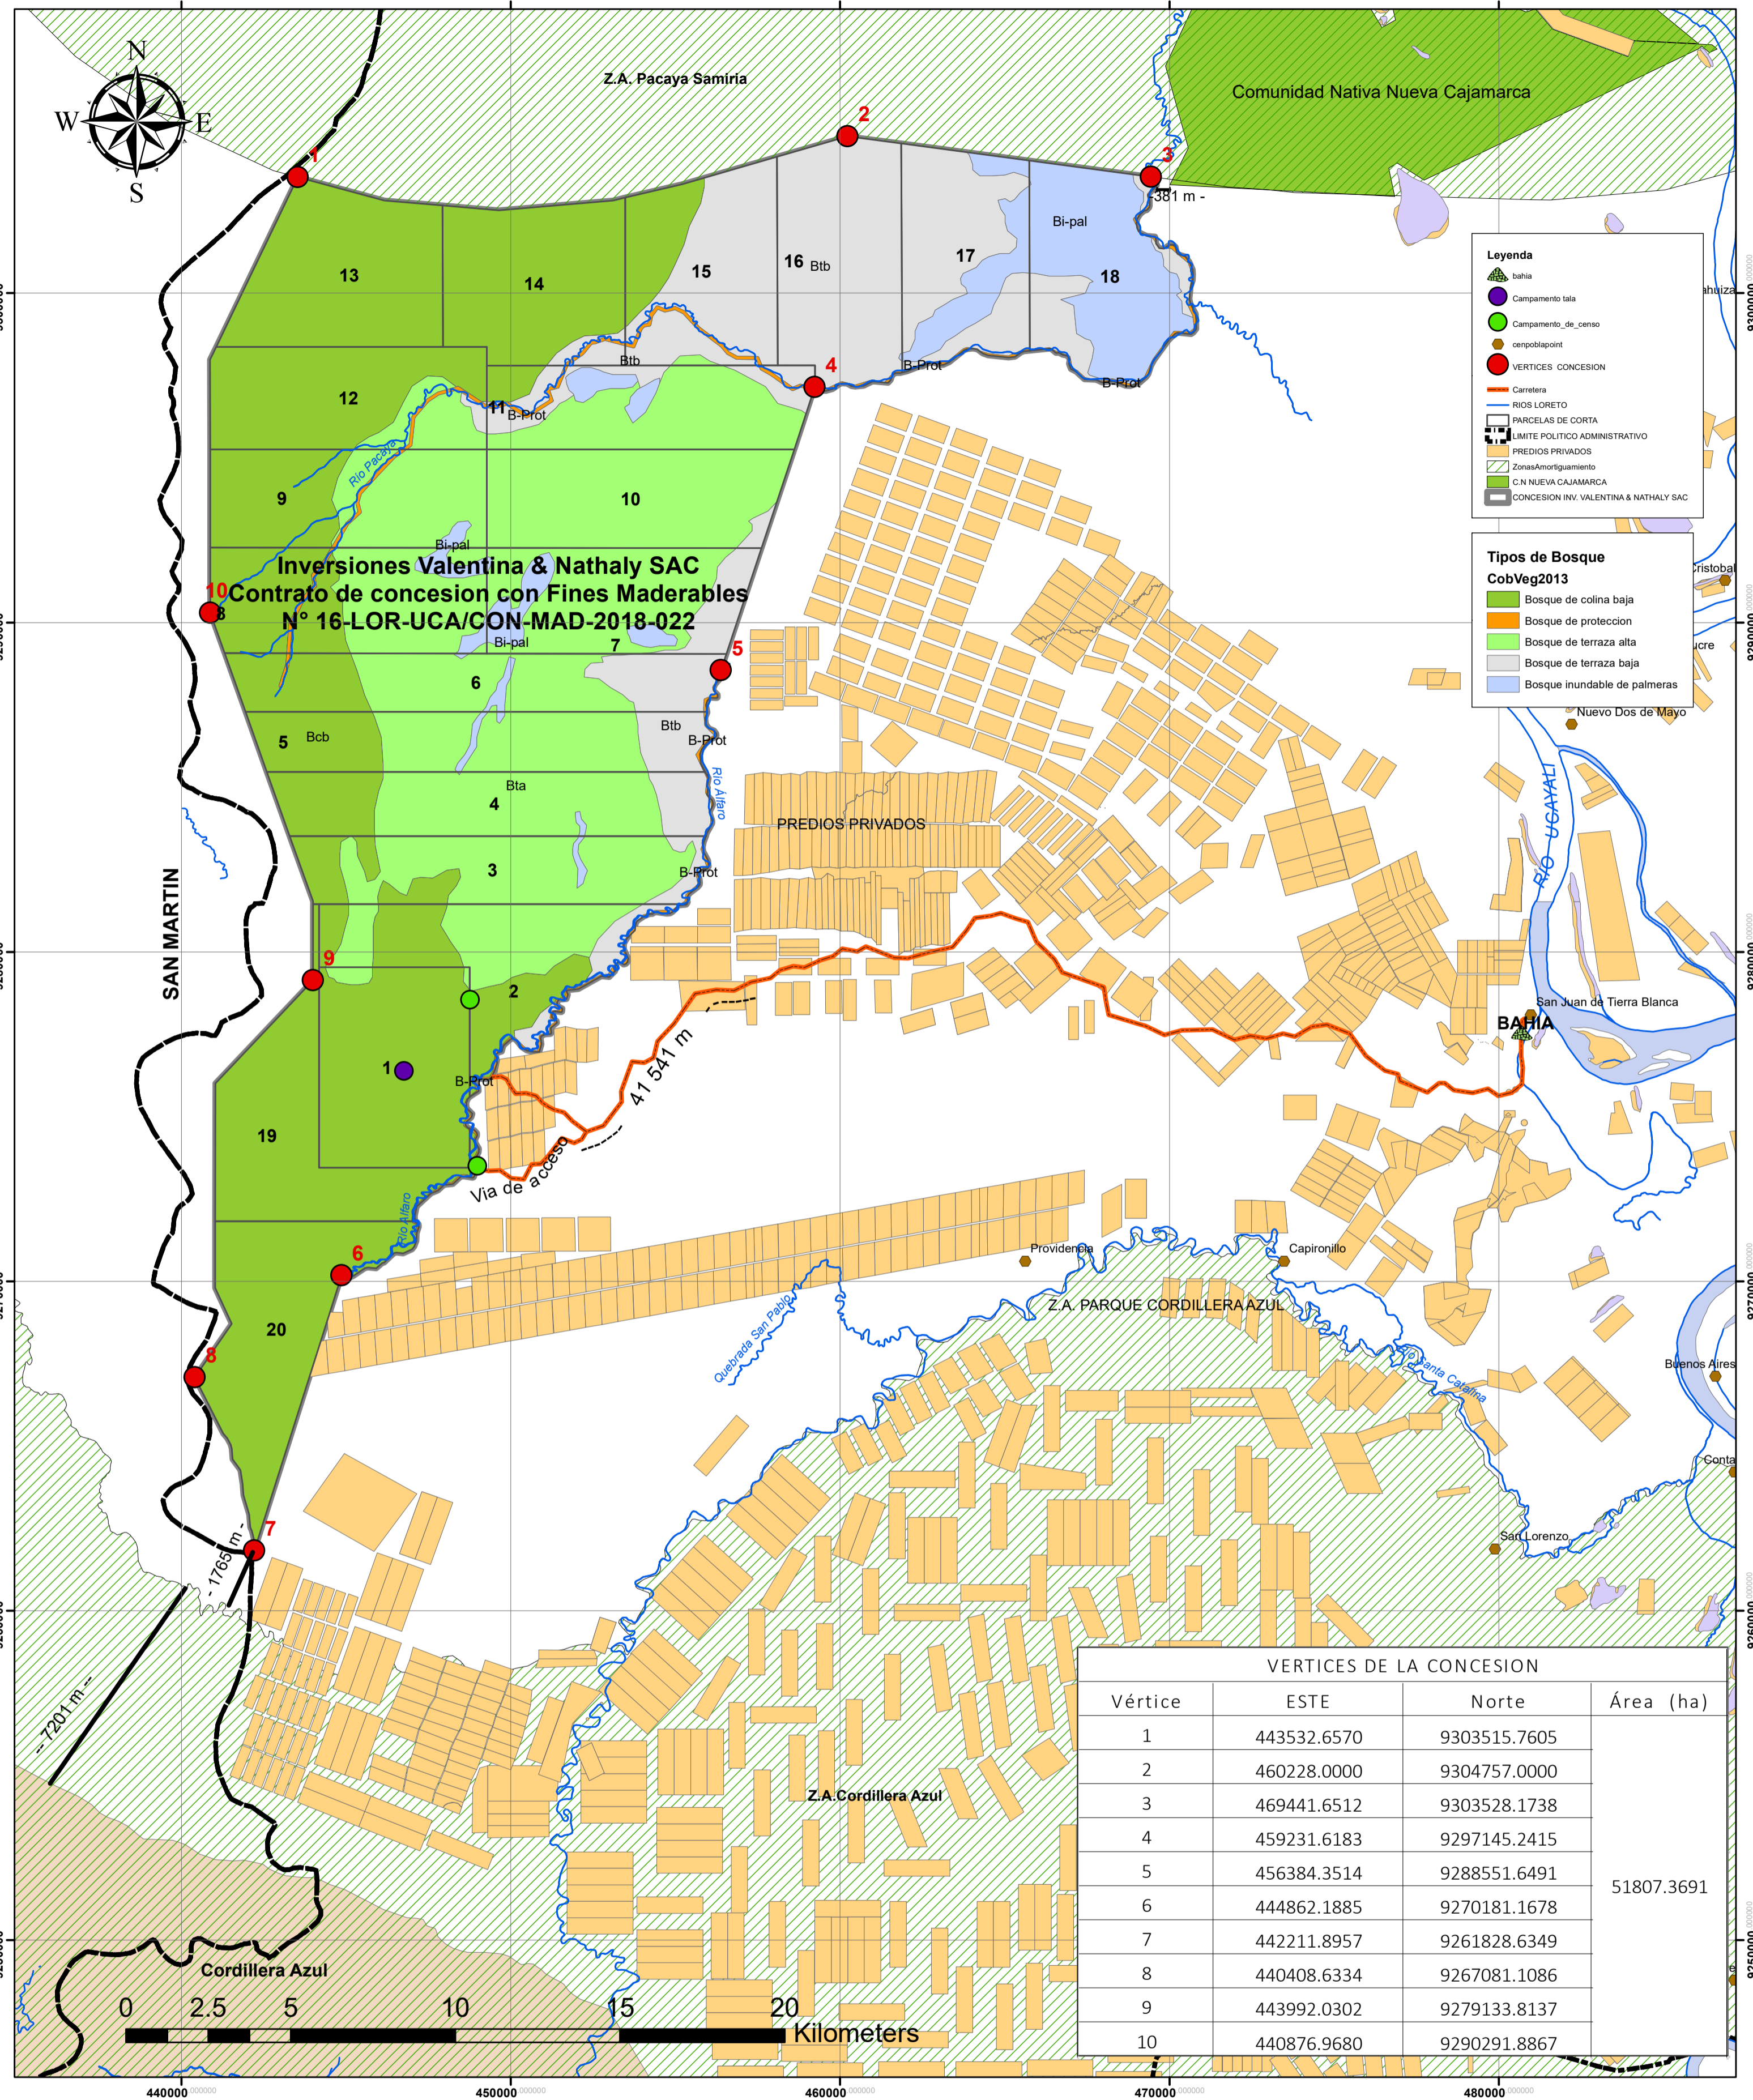 N
W
E
S
Z.A. Pacaya Samiria
Comunidad Nativa Nueva Cajamarca
1
2
3
-381 m -
Bi-pal
13
14
15
16
Btb
17
18
Leyenda
bahia
Campamento tala
Campamento_de_censo
cenpoblapoint
VERTICES CONCESION
Carretera
RIOS LORETO
PARCELAS DE CORTA
LIMITE POLITICO ADMINISTRATIVO
PREDIOS PRIVADOS
ZonasAmortiguamiento
C.N NUEVA CAJAMARCA
CONCESION INV. VALENTINA & NATHALY SAC
Btb
4
B-Prot
B-Prot
12
11
B-Prot
Rio Pacaya
9
10
Bi-pal
Inversiones Valentina & Nathaly SAC
Contrato de concesion con Fines Maderables
N° 16-LOR-UCA/CON-MAD-2018-022
10
8
Bi-pal
7
5
Tipos de Bosque
CobVeg2013
Bosque de colina baja
Bosque de proteccion
Bosque de terraza alta
Bosque de terraza baja
Bosque inundable de palmeras
Nuevo Dos de Mayo
6
5
Bcb
Btb
B-Prot
Bta
4
Rio Alfaro
PREDIOS PRIVADOS
RIO UCAYALI
3
B-Prot
SAN MARTIN
9
2
San Juan de Tierra Blanca
BAHIA
1
B-Prot
41 541 m
Via de acceso
19
Rio Alfaro
6
Providencia
Capironillo
Z.A. PARQUE CORDILLERA AZUL
20
8
Quebrada San Pablo
Rio Santa Catalina
Buenos Aires
Conta
San Lorenzo
7
- 1765 m -
-- 7201 m --
Z.A.Cordillera Azul
Cordillera Azul
0 2.5 5 10 15 20
Kilometers
VERTICES DE LA CONCESION
Vértice ESTE Norte Área (ha)
1 443532.6570 9303515.7605
2 460228.0000 9304757.0000
3 469441.6512 9303528.1738
4 459231.6183 9297145.2415
5 456384.3514 9288551.6491
51807.3691
6 444862.1885 9270181.1678
7 442211.8957 9261828.6349
8 440408.6334 9267081.1086
9 443992.0302 9279133.8137
10 440876.9680 9290291.8867
440000.000000 450000.000000 460000.000000 470000.000000 480000.000000